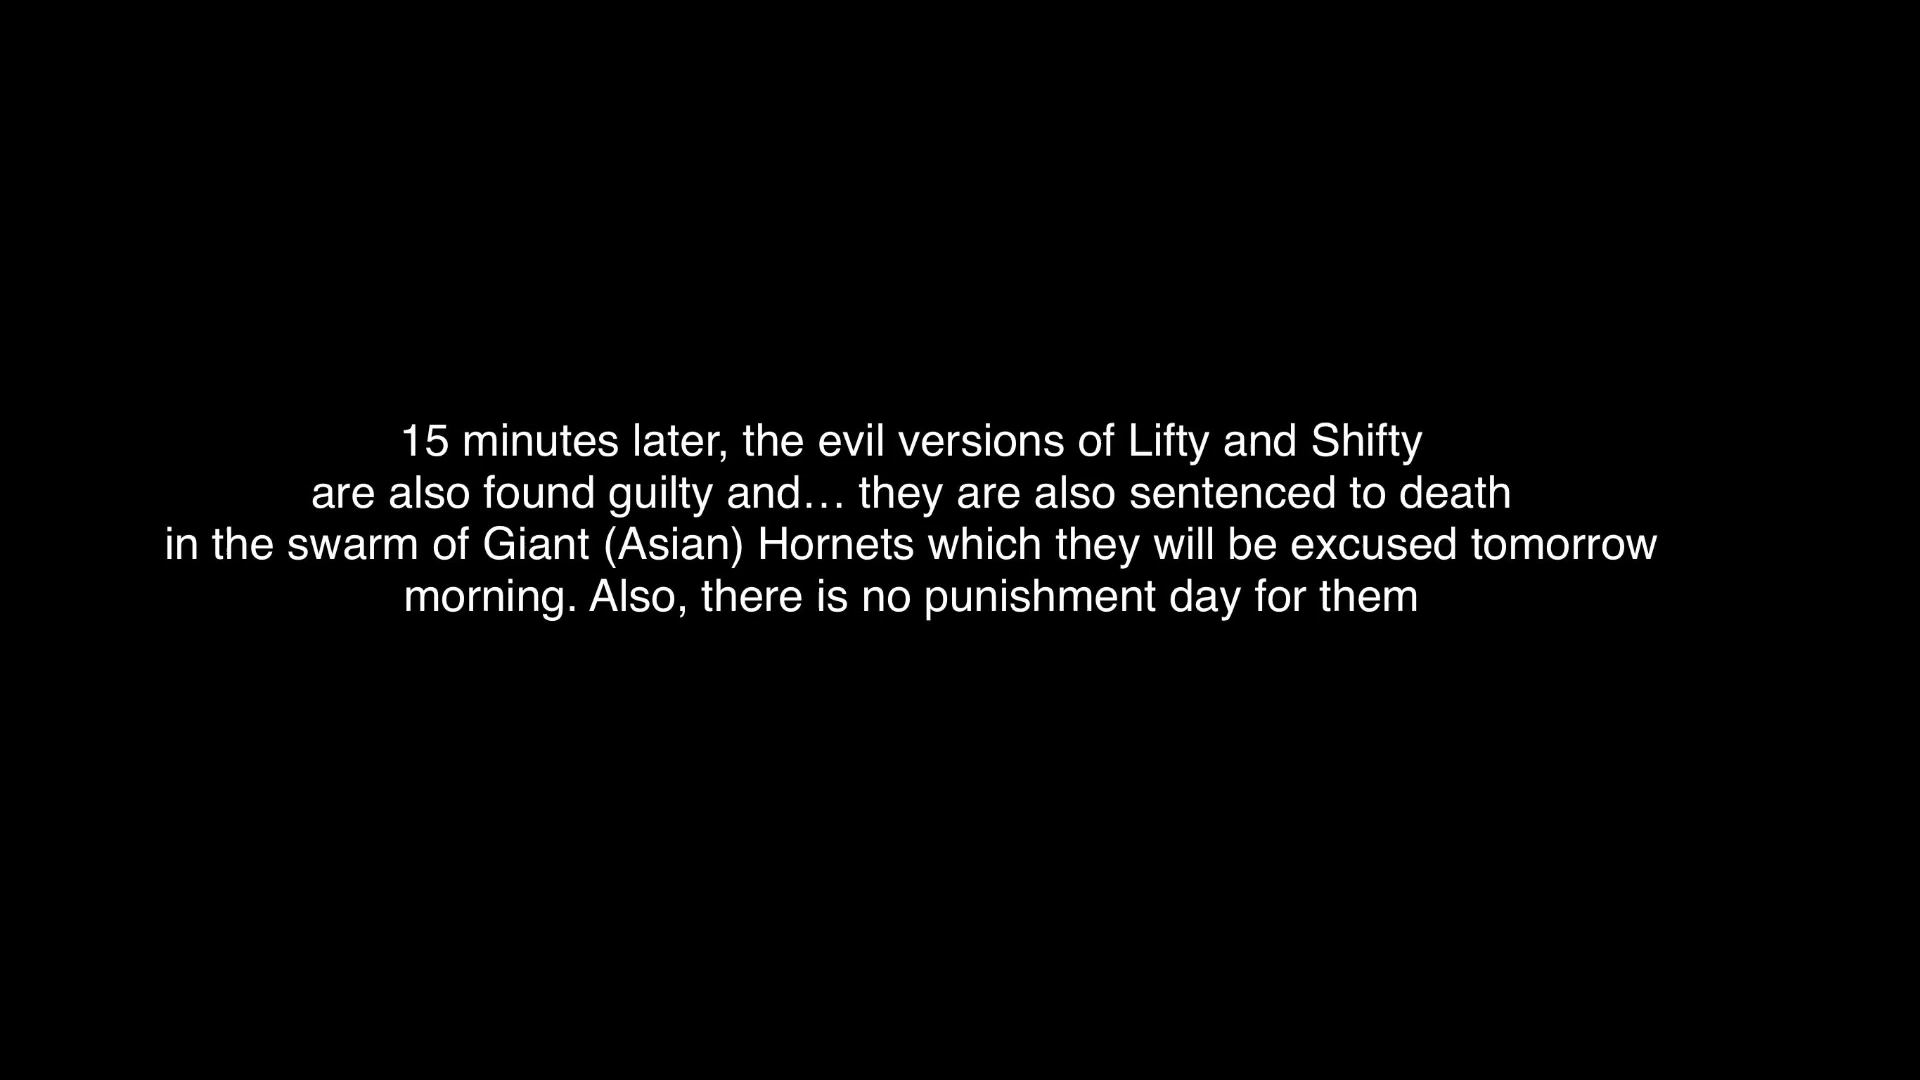 15 minutes later, the evil versions of Lifty and Shifty
are also found guilty and… they are also sentenced to death
in the swarm of Giant (Asian) Hornets which they will be excused tomorrow
morning. Also, there is no punishment day for them